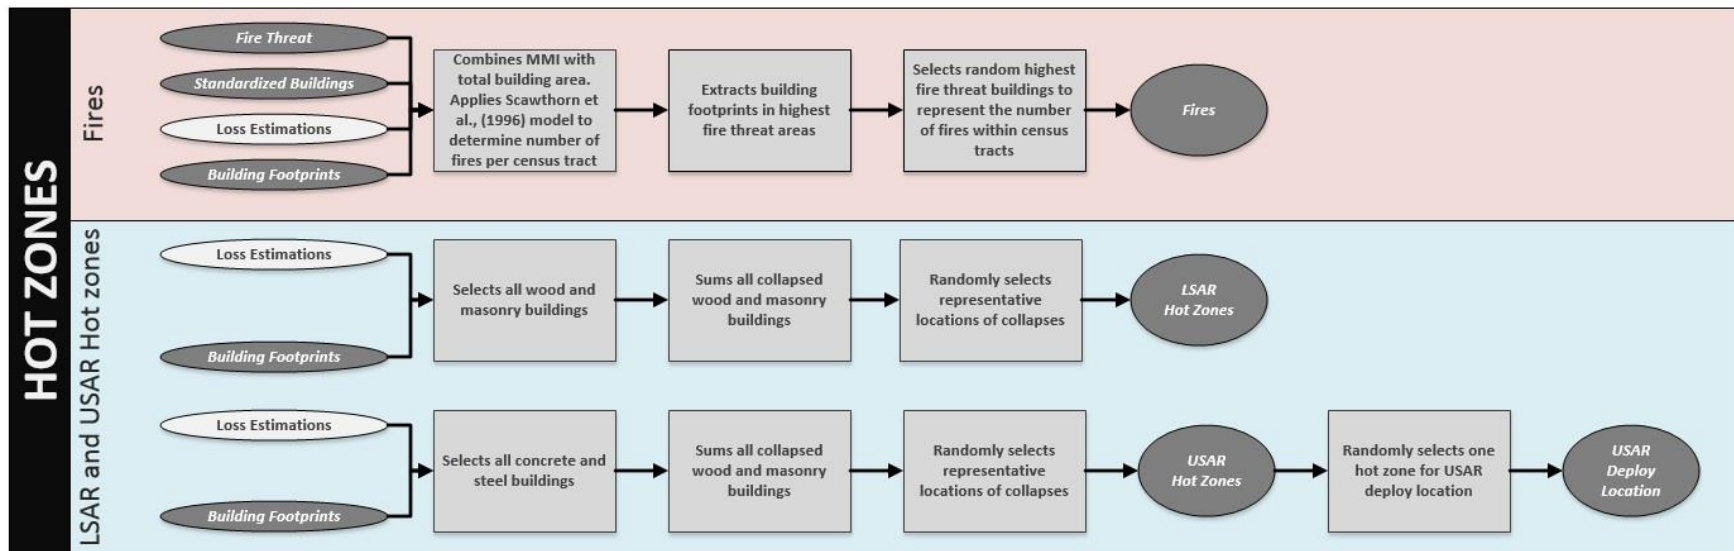 HOT ZONES
Fires
Fire Threat
Standardized Buildings
Loss Estimations
Building Footprints
Combines MMI with
total building area.
Applies Scawthorn et
al., (1996) model to
determine number of
fires per census tract
Extracts building
footprints in highest
fire threat areas
Selects random highest
fire threat buildings to
represent the number
of fires within census
tracts
Fires
LSAR and USAR Hot zones
Loss Estimations
Building Footprints
Selects all wood and
masonry buildings
Sums all collapsed
wood and masonry
buildings
Randomly selects
representative
locations of collapses
LSAR
Hot Zones
Loss Estimations
Building Footprints
Selects all concrete and
steel buildings
Sums all collapsed
wood and masonry
buildings
Randomly selects
representative
locations of collapses
USAR
Hot Zones
Randomly selects one
hot zone for USAR
deploy location
USAR
Deploy
Location